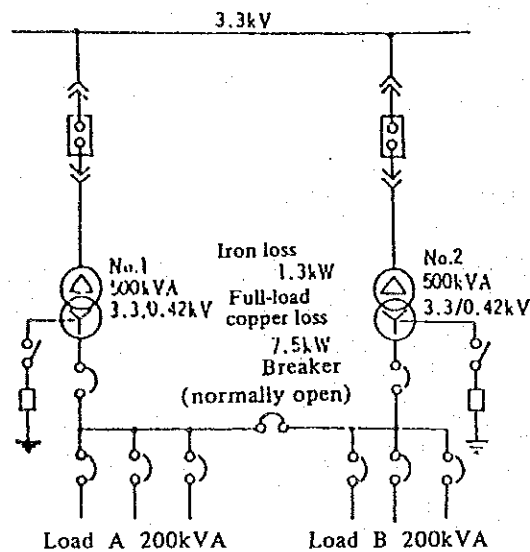 3.3kV
No.1
500kVA
3.3/0.42kV
Iron loss
1.3kW
Full-load
copper loss
7.5kW
Breaker
(normally open)
No.2
500kVA
3.3/0.42kV
Load A 200kVA
Load B 200kVA